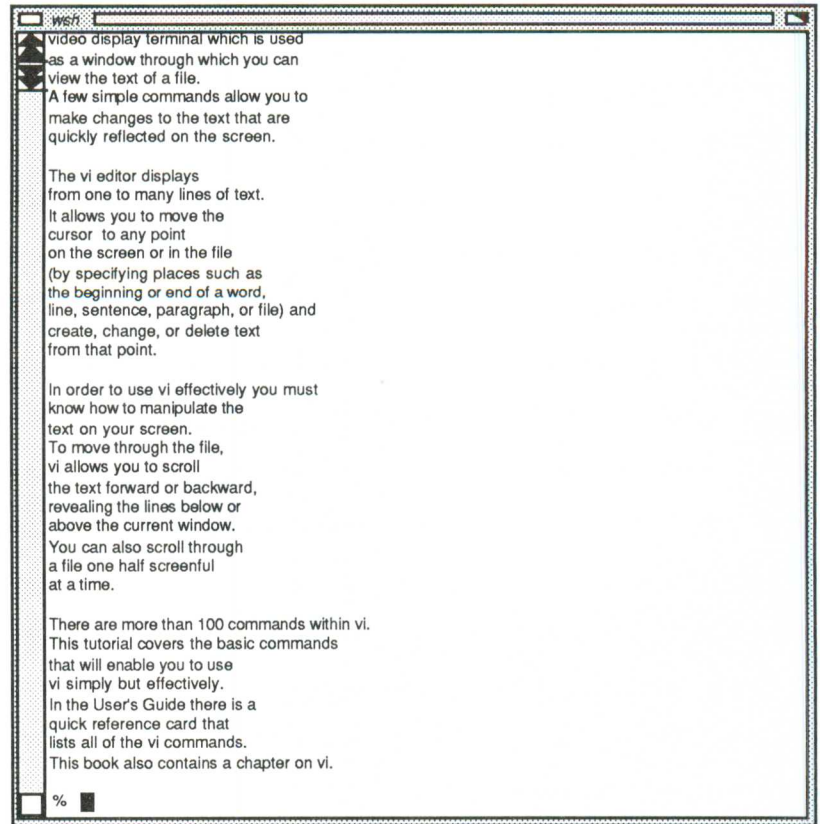 wsh
video display terminal which is used
as a window through which you can
view the text of a file.
A few simple commands allow you to
make changes to the text that are
quickly reflected on the screen.
The vi editor displays
from one to many lines of text.
It allows you to move the
cursor to any point
on the screen or in the file
(by specifying places such as
the beginning or end of a word,
line, sentence, paragraph, or file) and
create, change, or delete text
from that point.
In order to use vi effectively you must
know how to manipulate the
text on your screen.
To move through the file,
vi allows you to scroll
the text forward or backward,
revealing the lines below or
above the current window.
You can also scroll through
a file one half screenful
at a time.
There are more than 100 commands within vi.
This tutorial covers the basic commands
that will enable you to use
vi simply but effectively.
In the User's Guide there is a
quick reference card that
lists all of the vi commands.
This book also contains a chapter on vi.
%